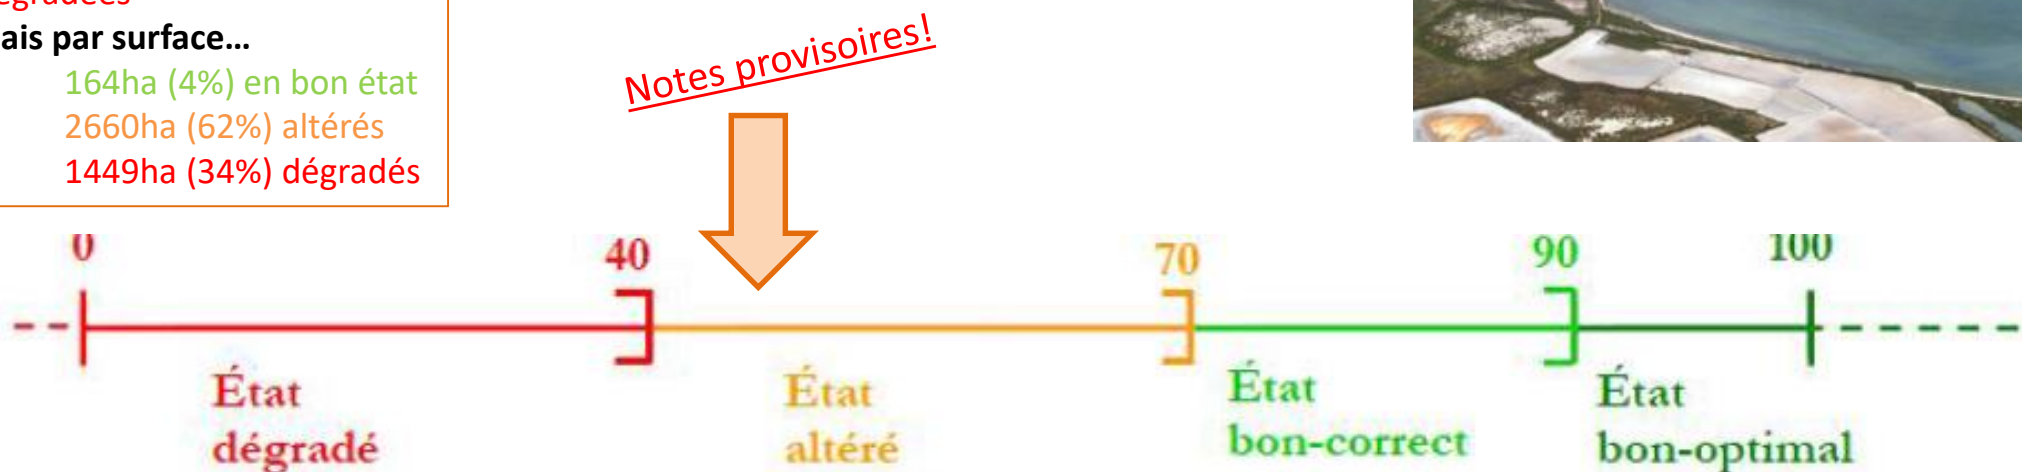 ais par surface…
164ha (4%) en bon état
2660ha (62%) altérés
1449ha (34%) dégradés
Notes provisoires!
0
40
70
90
100
État
dégradé
État
altéré
État
bon-correct
État
bon-optimal